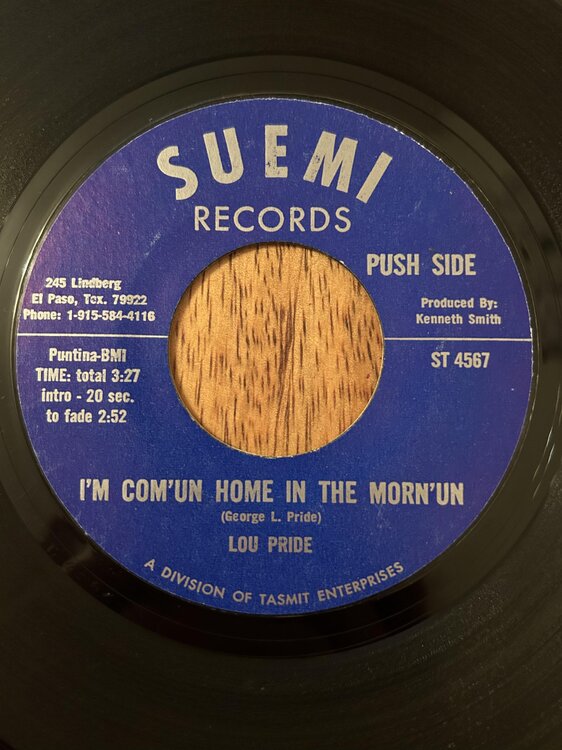 SUEMI
RECORDS
PUSH SIDE
245 Lindberg
El Paso, Tex. 79922
Phone: 1-915-584-4116
Produced By:
Kenneth Smith
Puntina-BMI
TIME: total 3:27
intro - 20 sec.
to fade 2:52
ST 4567
I'M COM'UN HOME IN THE MORN'UN
(George L. Pride)
LOU PRIDE
A DIVISION OF TASMIT ENTERPRISES